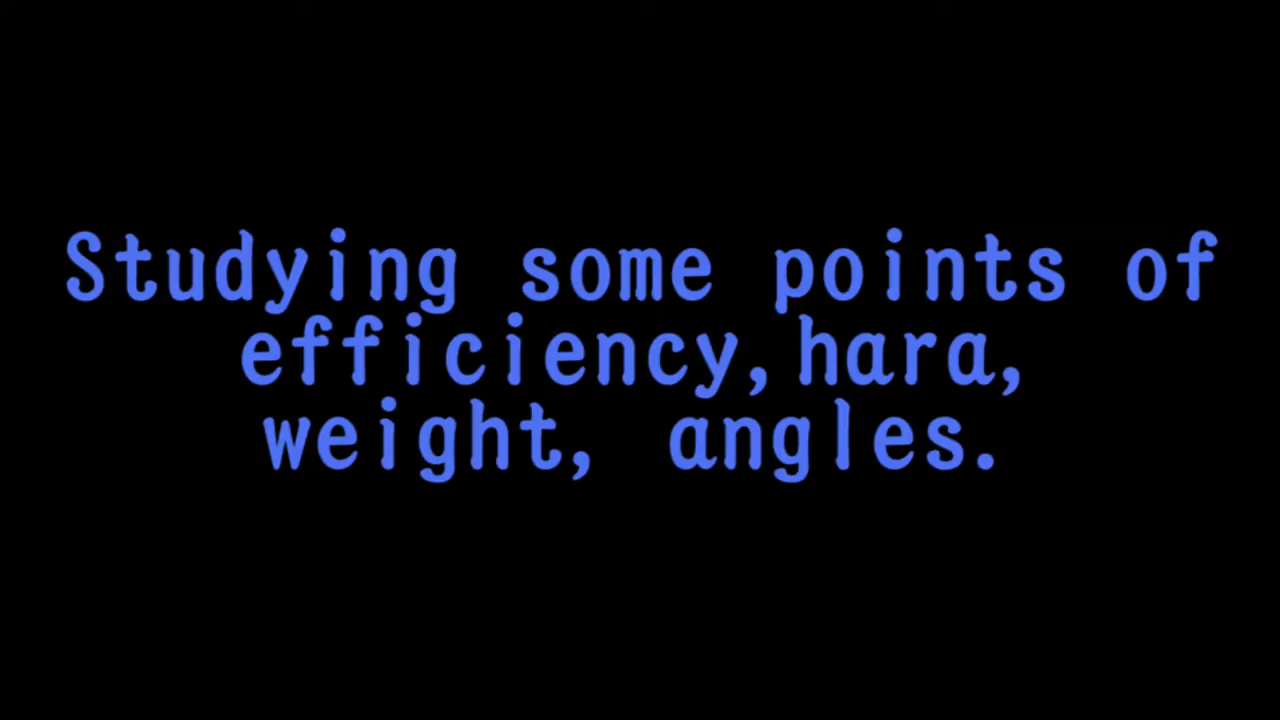 Studying some points of
efficiency,hara,
weight, angles.